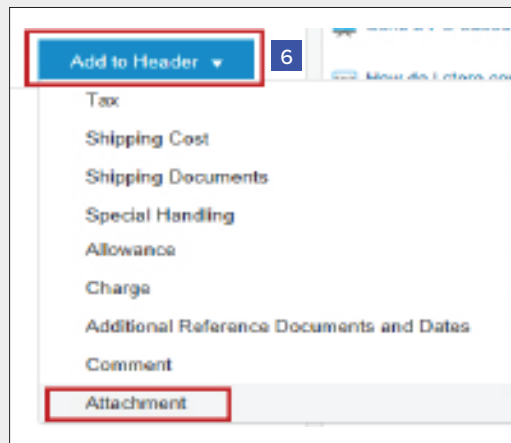 Add to Header
6
Tax
Shipping Cost
Shipping Documents
Special Handling
Allowance
Charge
Additional Reference Documents and Dates
Comment
Attachment